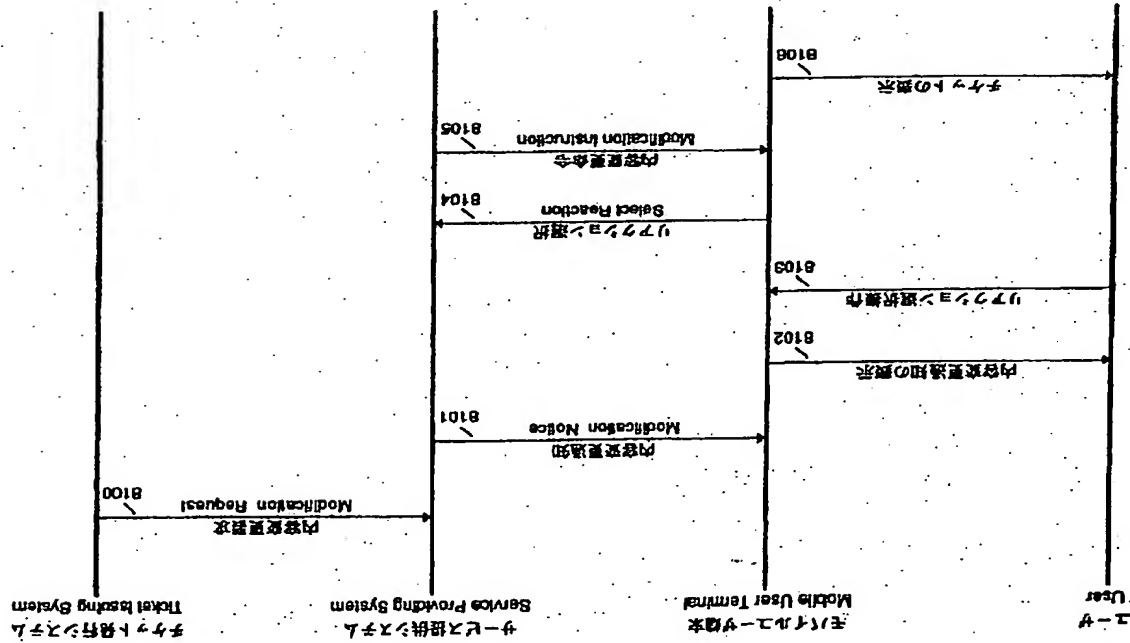 ユーザ
User
モバイルユーザ端末
Mobile User Terminal
サービス提供システム
Service Providing System
チケット発行システム
Ticket Issuing System
内容変更要求
Modification Request
8100
内容変更通知
Modification Notice
8101
内容変更通知の表示
8102
リアクション選択操作
8103
リアクション選択
Select Reaction
8104
内容変更命令
Modification Instruction
8105
チケットの表示
8106